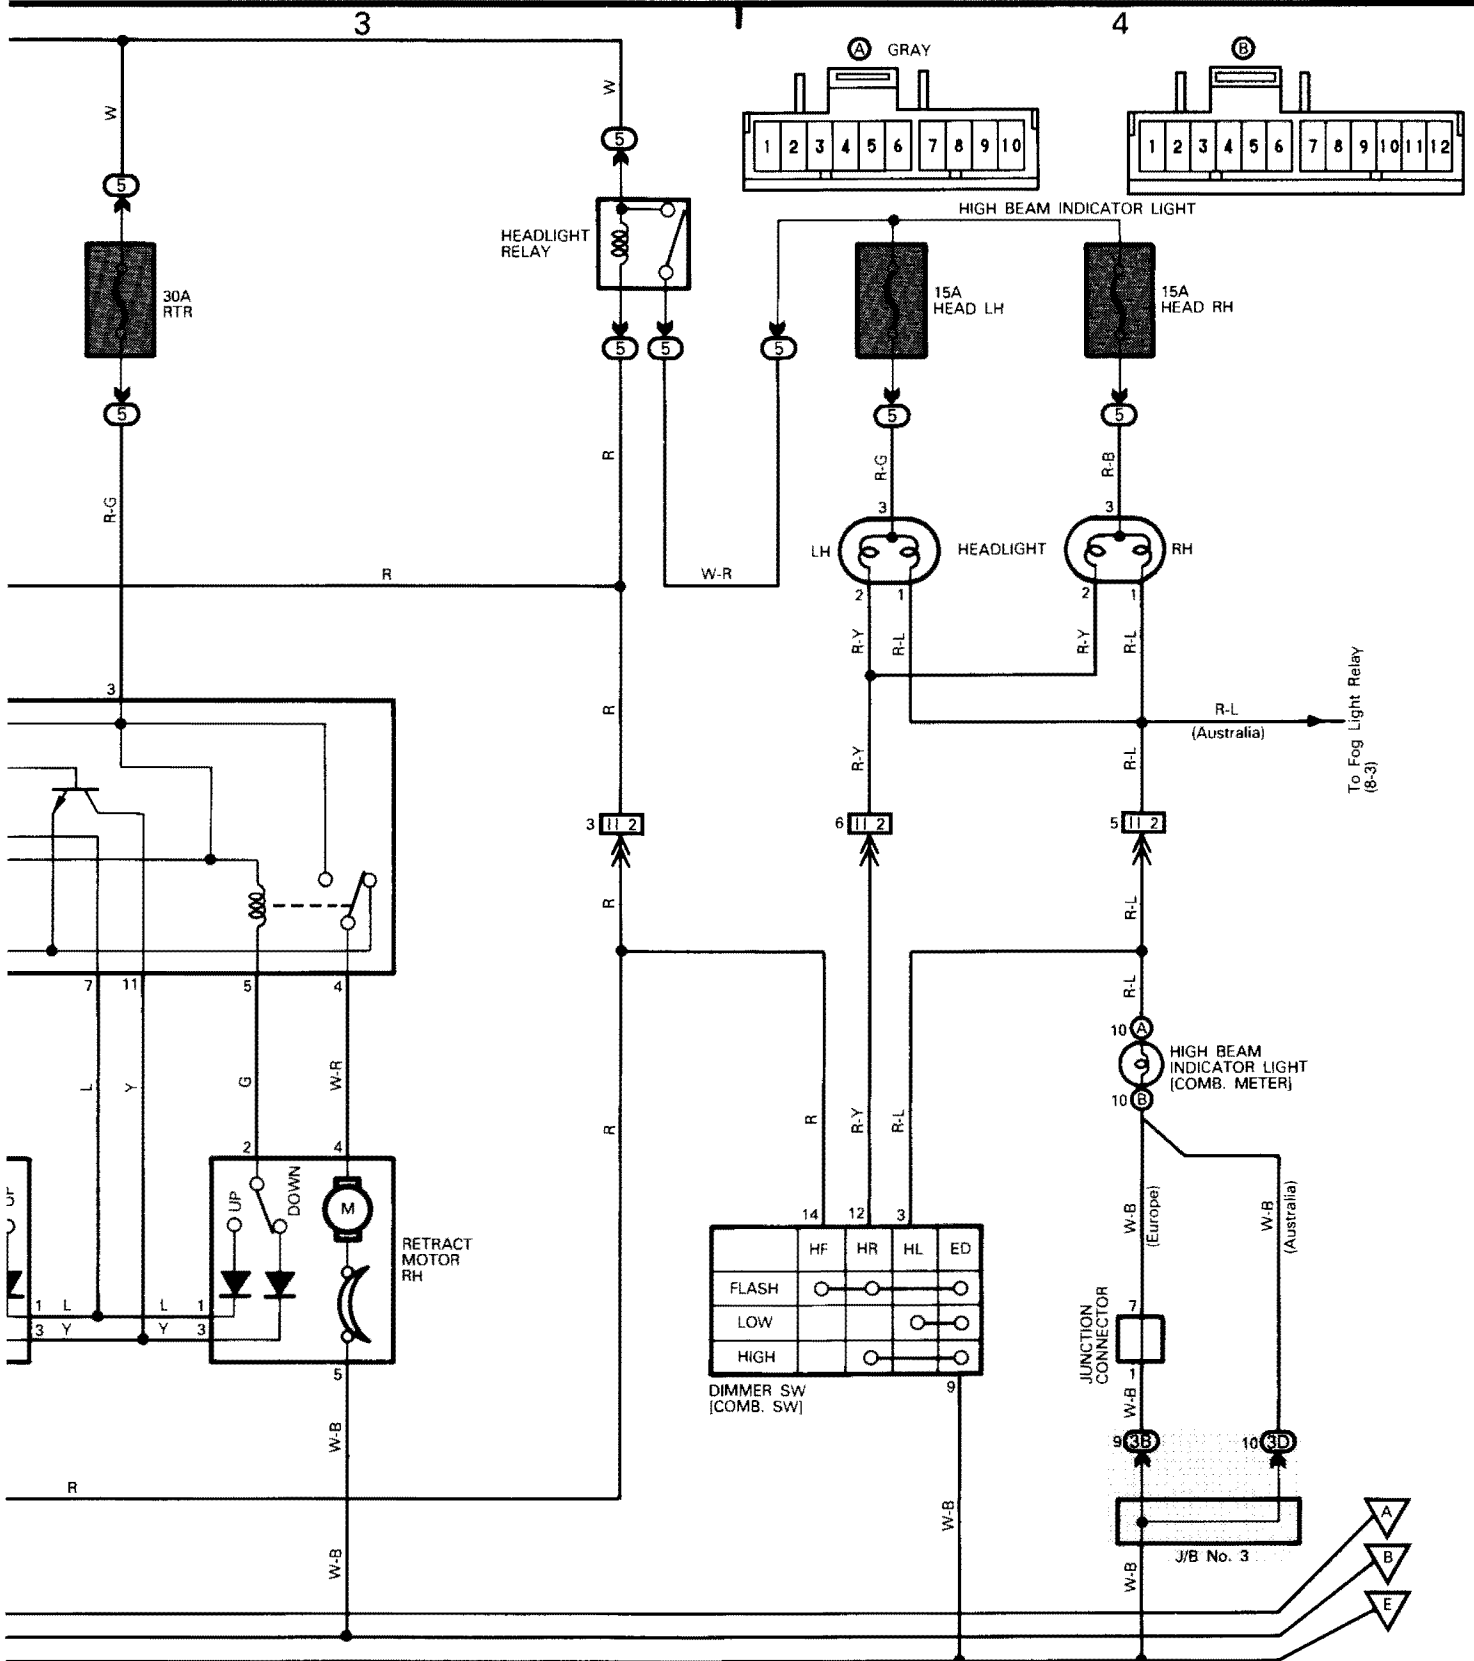 3
4
A GRAY
B
1 2 3 4 5 6 7 8 9 10
1 2 3 4 5 6 7 8 9 10 11 12
W
W
5
5
HIGH BEAM INDICATOR LIGHT
HEADLIGHT
RELAY
30A
RTR
15A
HEAD LH
15A
HEAD RH
5
5
5
5
5
5
R
R-G
R-B
R-G
3
3
LH
HEADLIGHT
RH
R
W-R
2
1
2
1
R-Y
R-L
R-Y
R-L
3
R
R-L
(Australia)
To Fog Light Relay
(8-3)
R-Y
R-L
3 II 2
6 II 2
5 II 2
R
R-L
7
11
5
4
R-L
10 A
HIGH BEAM
INDICATOR LIGHT
[COMB. METER]
10 B
L
Y
G
W-R
R
R
R-Y
R-L
2
4
UP
DOWN
M
W-B
(Europe)
W-B
(Australia)
14
12
3
HF HR HL ED
FLASH
LOW
HIGH
RETRACT
MOTOR
RH
1 L L 1
3 Y Y 3
JUNCTION
CONNECTOR
7
1
5
DIMMER SW
[COMB. SW]
9
W-B
W-B
9 3B
10 3D
R
W-B
A
J/B No. 3
B
W-B
W-B
E